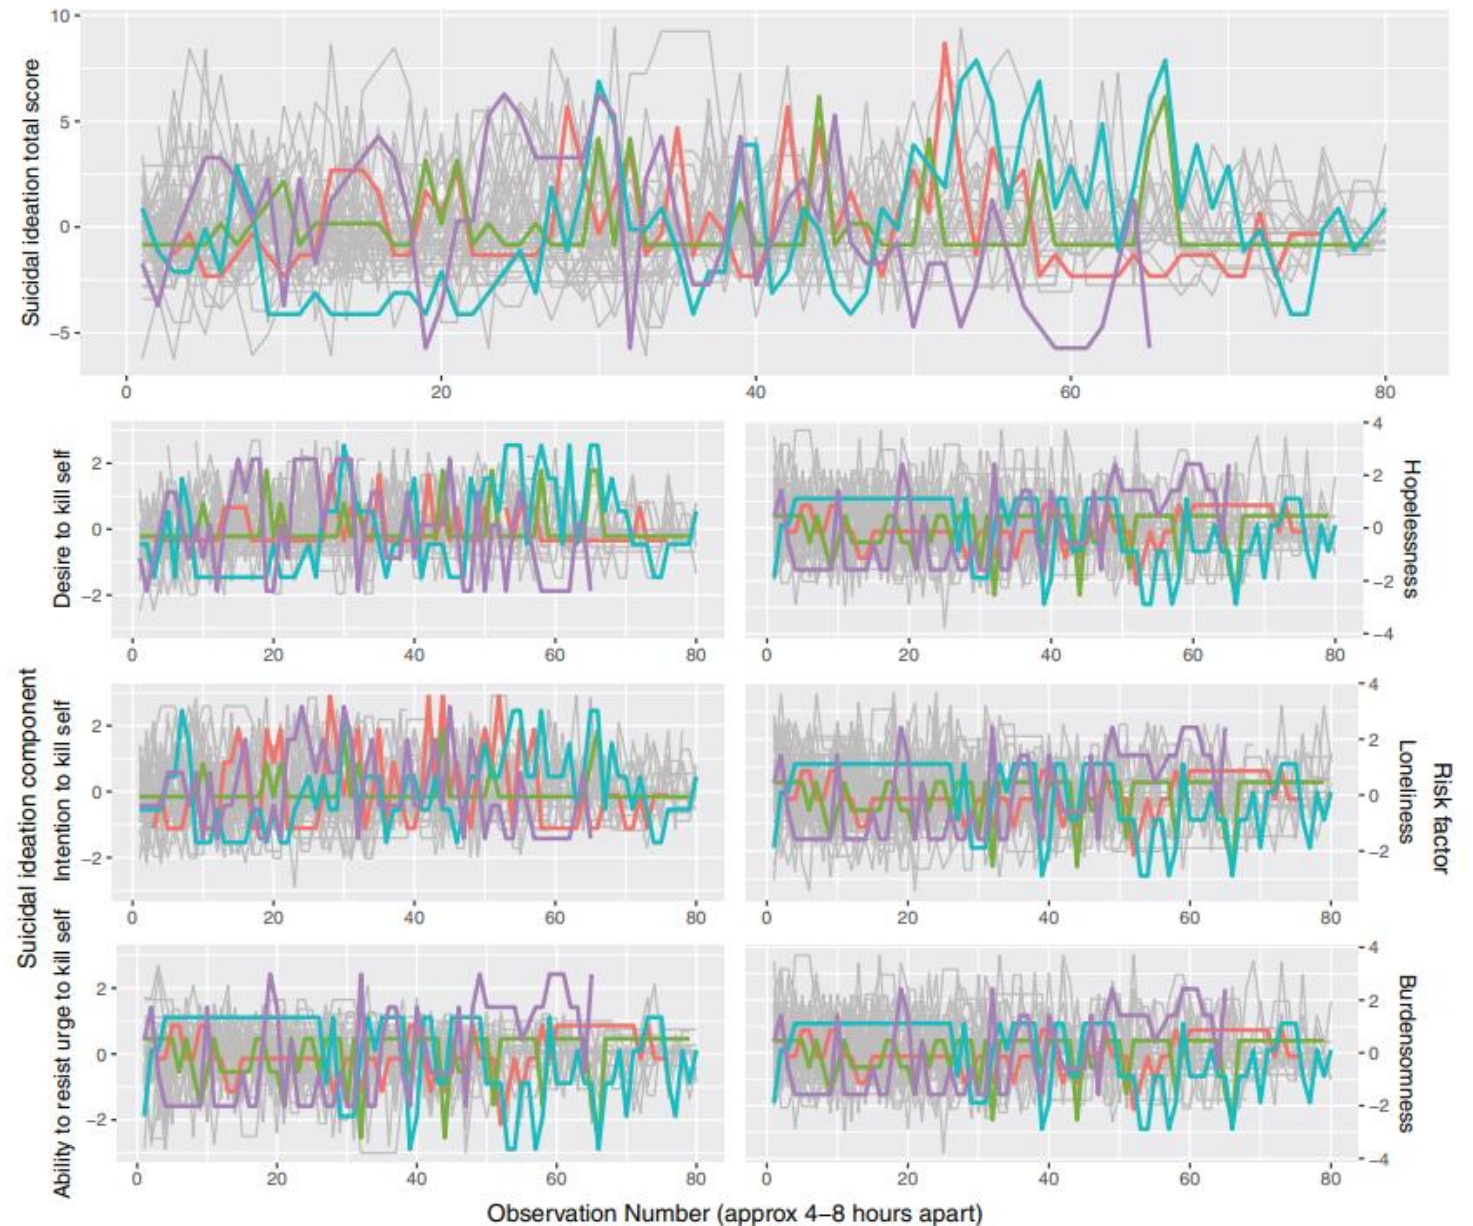 Suicidal ideation total score
10
5
0
−5
0 20 40 60 80
Suicidal ideation component
Desire to kill self
2
0
−2
0 20 40 60 80
Hopelessness
4
2
0
−2
−4
0 20 40 60 80
Intention to kill self
2
0
−2
0 20 40 60 80
Risk factor
Loneliness
4
2
0
−2
0 20 40 60 80
Ability to resist urge to kill self
2
0
−2
0 20 40 60 80
Burdensomness
4
2
0
−2
−4
0 20 40 60 80
Observation Number (approx 4–8 hours apart)